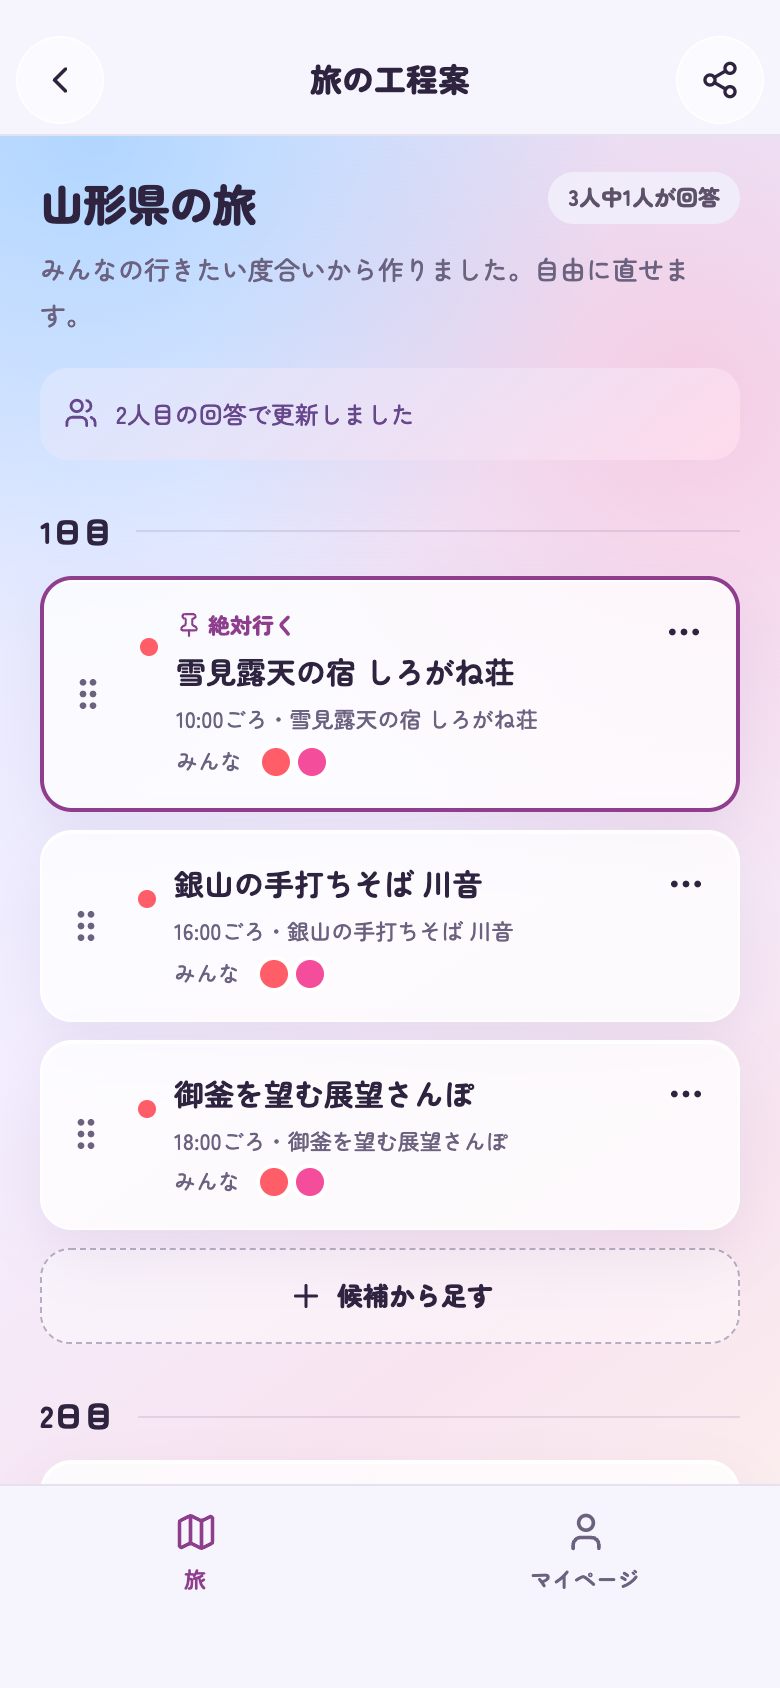 旅の工程案
山形県の旅
3人中1人が回答
みんなの行きたい度合いから作りました。自由に直せま
す。
2人目の回答で更新しました
1日目
絶対行く
雪見露天の宿 しろがね荘
10:00ごろ・雪見露天の宿 しろがね荘
みんな
銀山の手打ちそば 川音
16:00ごろ・銀山の手打ちそば 川音
みんな
御釜を望む展望さんぽ
18:00ごろ・御釜を望む展望さんぽ
みんな
候補から足す
2日目
旅
マイページ